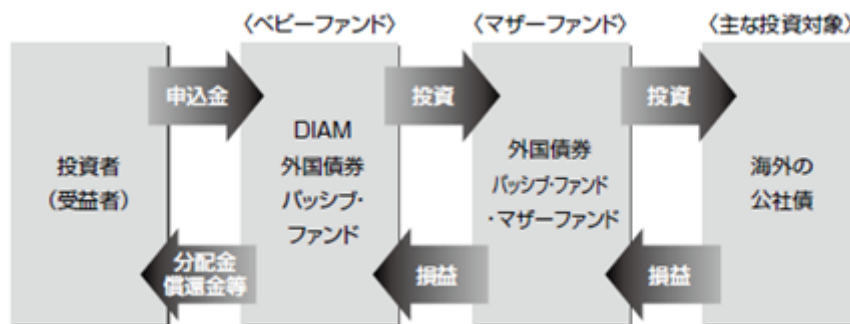 〈ベビーファンド〉
〈マザーファンド〉
〈主な投資対象〉
申込金
投資
投資
投資者
(受益者)
DIAM
外国債券
パッシブ・
ファンド
外国債券
パッシブ・ファンド
・マザーファンド
海外の
公社債
分配金
償還金等
損益
損益